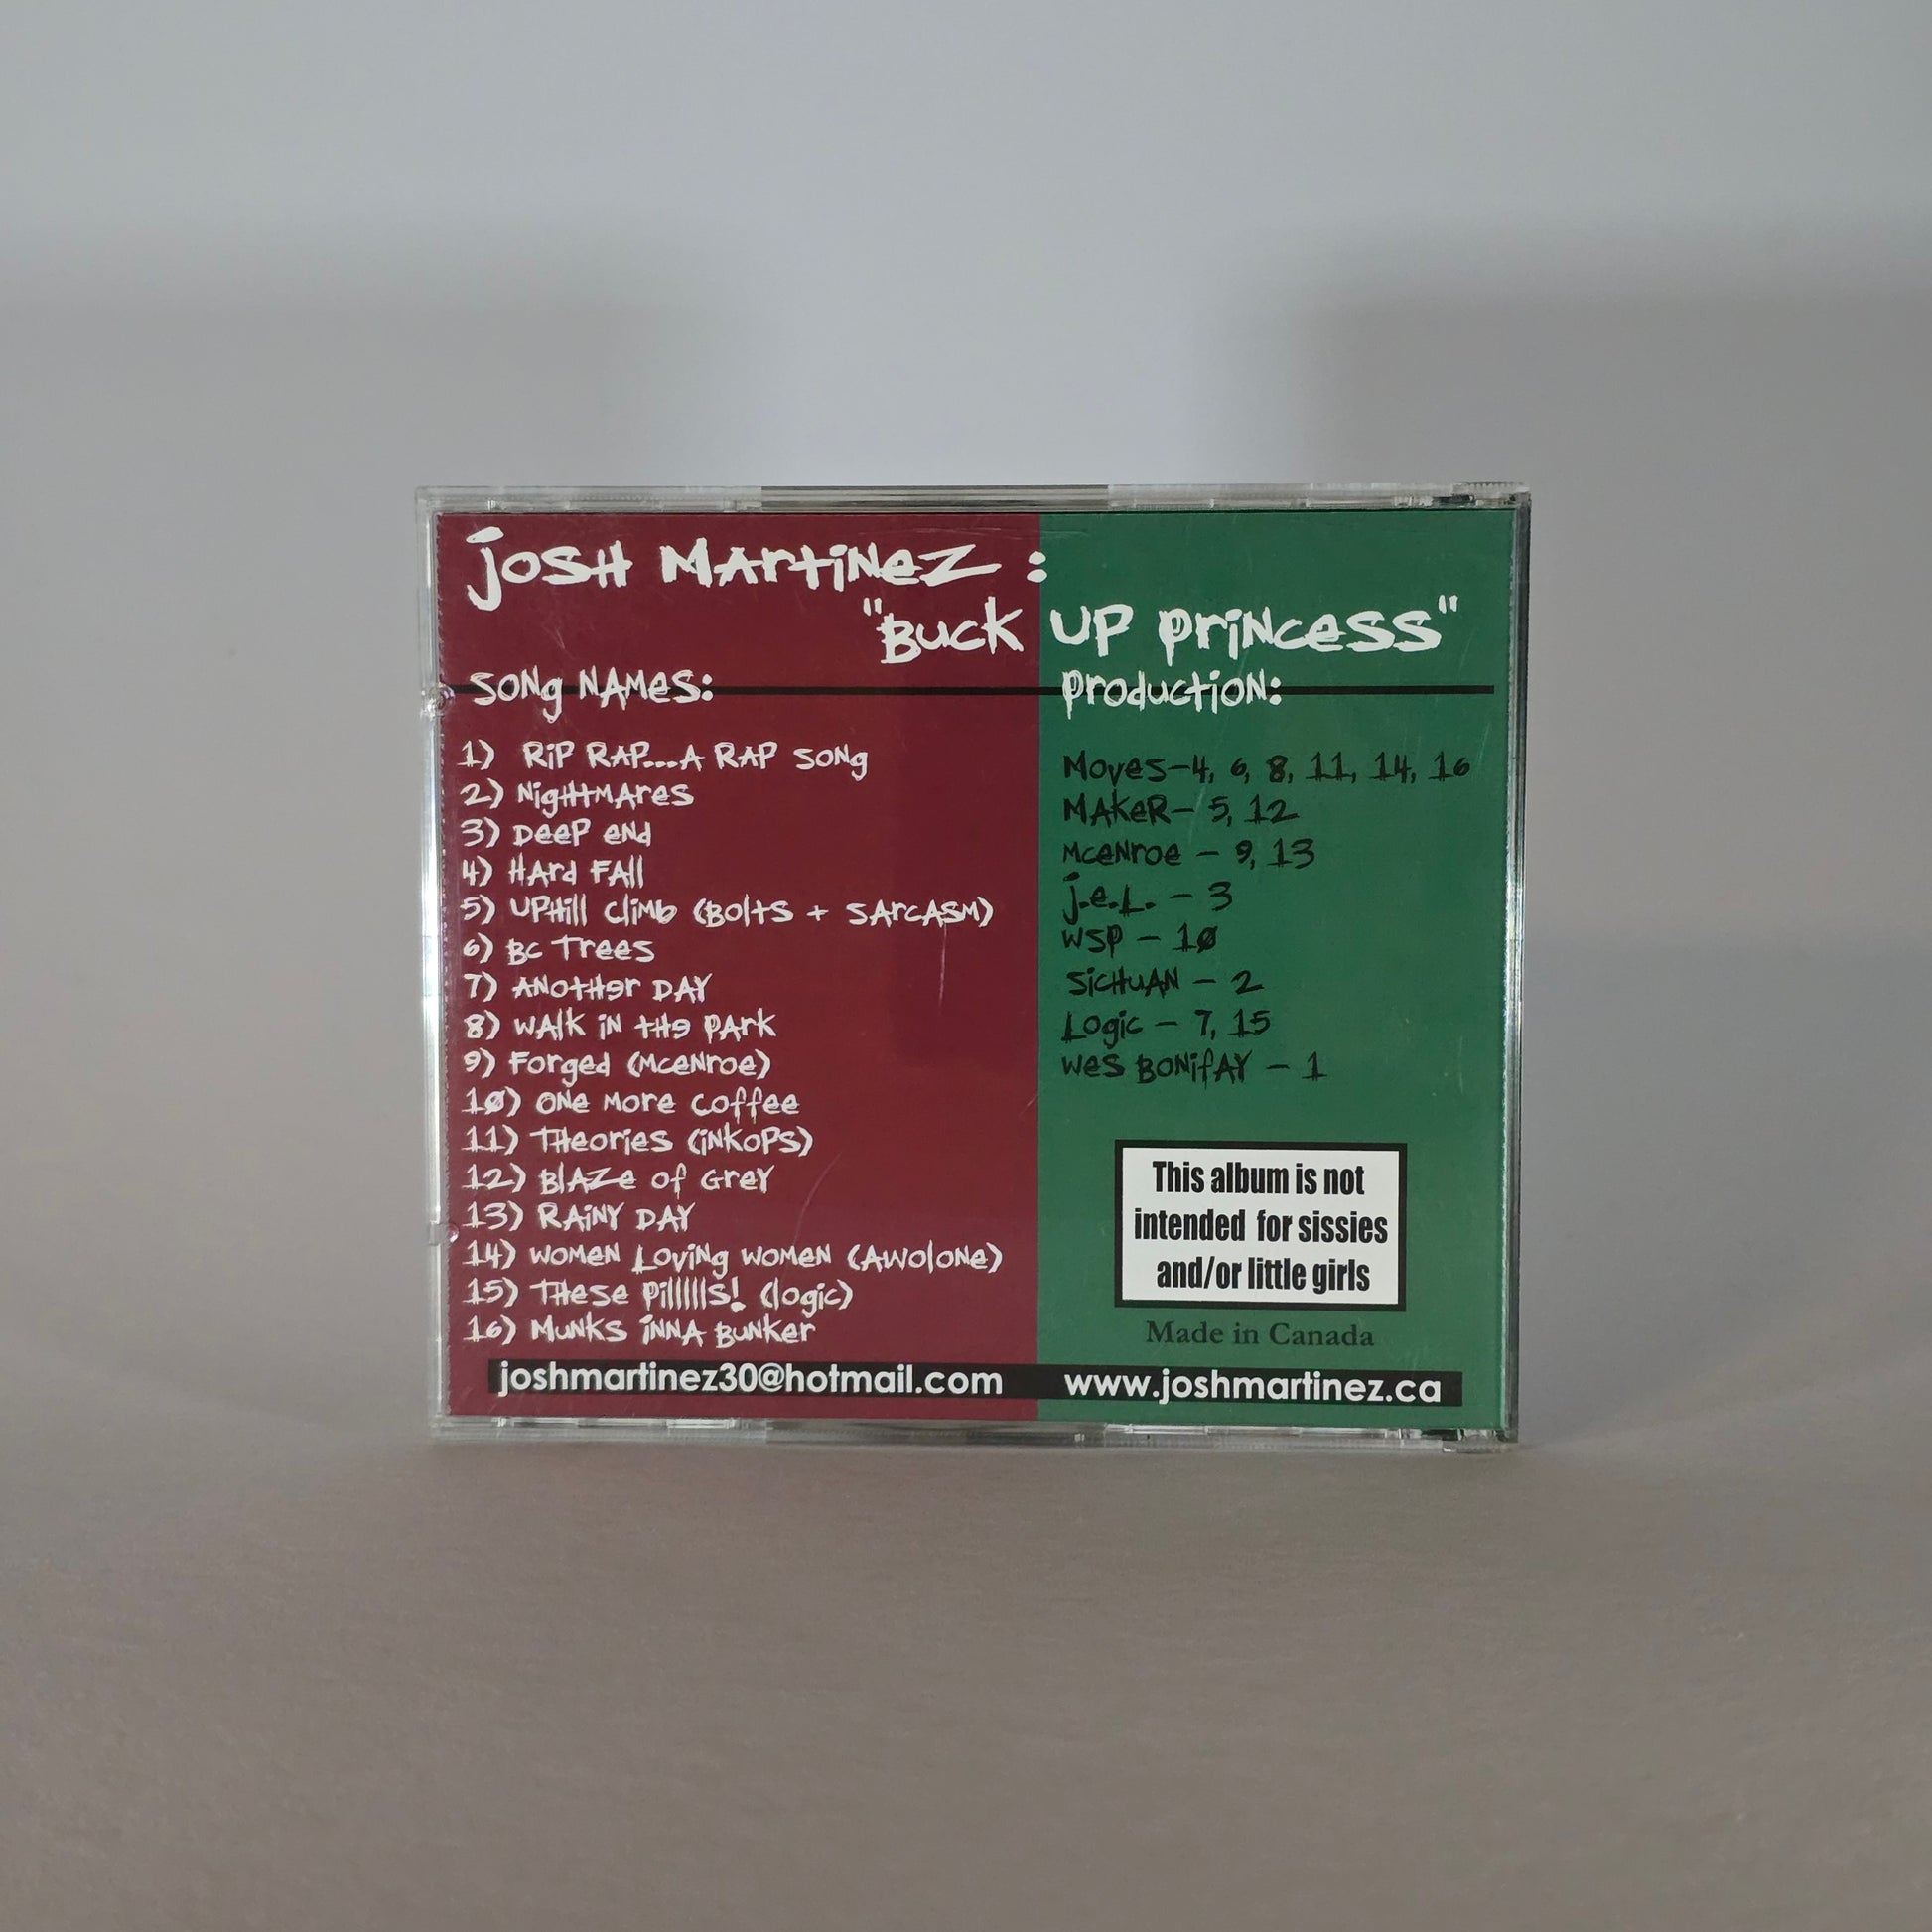 Josh Martinez :
"Buck Up Princess"
Song Names:
1) Rip Rap...A Rap Song
2) Nightmares
3) Deep End
4) Hard Fall
5) Uphill Climb (Bolts + Sarcasm)
6) BC Trees
7) Another Day
8) Walk in the Park
9) Forged (Mcenroe)
10) One More Coffee
11) Theories (inkops)
12) Blaze of Grey
13) Rainy Day
14) Women Loving Women (Awolone)
15) These Pillllls! (logic)
16) Munks inna Bunker
Production:
Moves-4, 6, 8, 11, 14, 16
Maker- 5, 12
Mcenroe - 9, 13
j.e.l. - 3
wsp - 10
Sichuan - 2
Logic - 7, 15
Wes Bonifay - 1
This album is not
intended for sissies
and/or little girls
Made in Canada
joshmartinez30@hotmail.com
www.joshmartinez.ca